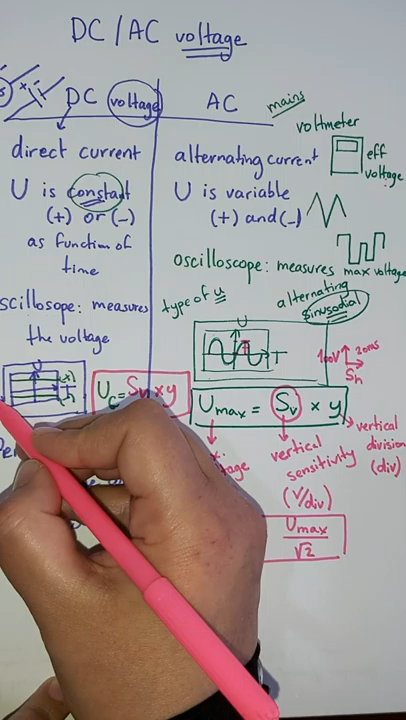 DC / AC voltage
DC voltage
direct current
U is constant
(+) or (-)
as function of
time
oscilloscope: measures
the voltage
U
Uc = Sv x y
AC
mains
alternating current
U is variable
(+) and (-)
voltmeter
eff
voltage
oscilloscope: measures max voltage
type of u
alternating
sinusoidal
U
T
100V
20ms
Sh
Umax = Sv x y
vertical
sensitivity
(V/div)
vertical
division
(div)
Umax
√2